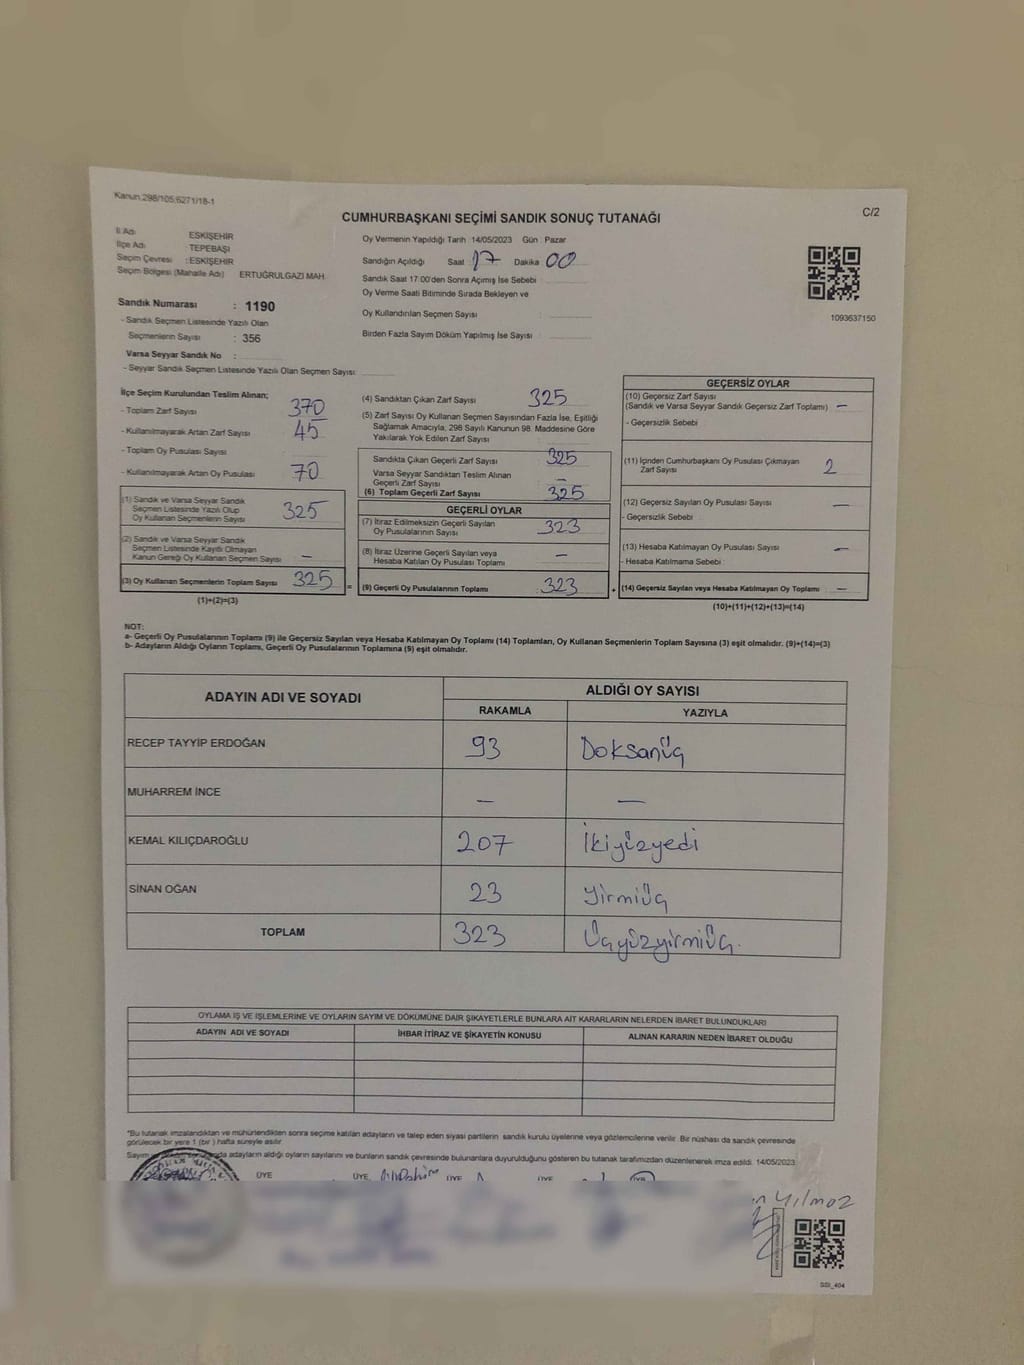 Kanun:298/105,6271/18-1
C/2
CUMHURBAŞKANI SEÇİMİ SANDIK SONUÇ TUTANAĞI
İl Adı ESKİŞEHİR
İlçe Adı TEPEBAŞI
Seçim Çevresi : ESKİŞEHİR
Seçim Bölgesi (Mahalle Adı) ERTUĞRULGAZİ MAH.
Sandık Numarası : 1190
- Sandık Seçmen Listesinde Yazılı Olan
Seçmenlerin Sayısı : 356
Varsa Seyyar Sandık No :
- Seyyar Sandık Seçmen Listesinde Yazılı Olan Seçmen Sayısı:
Oy Vermenin Yapıldığı Tarih 14/05/2023 Gün : Pazar
Sandığın Açıldığı Saat 17 Dakika 00
Sandık Saat 17:00'den Sonra Açılmış İse Sebebi :
Oy Verme Saati Bitiminde Sırada Bekleyen ve
Oy Kullandırılan Seçmen Sayısı :
Birden Fazla Sayım Döküm Yapılmış İse Sayısı :
1093637150
İlçe Seçim Kurulundan Teslim Alınan;
- Toplam Zarf Sayısı 370
- Kullanılmayarak Artan Zarf Sayısı 45
- Toplam Oy Pusulası Sayısı
- Kullanılmayarak Artan Oy Pusulası 70
(1) Sandık ve Varsa Seyyar Sandık
Seçmen Listesinde Yazılı Olup
Oy Kullanan Seçmenlerin Sayısı 325
(2) Sandık ve Varsa Seyyar Sandık
Seçmen Listesinde Kayıtlı Olmayan
Kanun Gereği Oy Kullanan Seçmen Sayısı : –
(3) Oy Kullanan Seçmenlerin Toplam Sayısı 325 =
(1)+(2)=(3)
(4) Sandıktan Çıkan Zarf Sayısı 325
(5) Zarf Sayısı Oy Kullanan Seçmen Sayısından Fazla İse, Eşitliği
Sağlamak Amacıyla, 298 Sayılı Kanunun 98. Maddesine Göre
Yakılarak Yok Edilen Zarf Sayısı :
Sandıkta Çıkan Geçerli Zarf Sayısı 325
Varsa Seyyar Sandıktan Teslim Alınan
Geçerli Zarf Sayısı –
(6) Toplam Geçerli Zarf Sayısı 325
GEÇERLİ OYLAR
(7) İtiraz Edilmeksizin Geçerli Sayılan
Oy Pusulalarının Sayısı 323
(8) İtiraz Üzerine Geçerli Sayılan veya
Hesaba Katılan Oy Pusulası Toplamı –
(9) Geçerli Oy Pusulalarının Toplamı 323 +
GEÇERSİZ OYLAR
(10) Geçersiz Zarf Sayısı
(Sandık ve Varsa Seyyar Sandık Geçersiz Zarf Toplamı) –
- Geçersizlik Sebebi
(11) İçinden Cumhurbaşkanı Oy Pusulası Çıkmayan
Zarf Sayısı 2
(12) Geçersiz Sayılan Oy Pusulası Sayısı –
- Geçersizlik Sebebi
(13) Hesaba Katılmayan Oy Pusulası Sayısı –
- Hesaba Katılmama Sebebi
(14) Geçersiz Sayılan veya Hesaba Katılmayan Oy Toplamı –
(10)+(11)+(12)+(13)=(14)
NOT:
a- Geçerli Oy Pusulalarının Toplamı (9) ile Geçersiz Sayılan veya Hesaba Katılmayan Oy Toplamı (14) Toplamları, Oy Kullanan Seçmenlerin Toplam Sayısına (3) eşit olmalıdır. (9)+(14)=(3)
b- Adayların Aldığı Oyların Toplamı, Geçerli Oy Pusulalarının Toplamına (9) eşit olmalıdır.
ADAYIN ADI VE SOYADI ALDIĞI OY SAYISI
RAKAMLA YAZIYLA
RECEP TAYYİP ERDOĞAN 93 Doksanüç
MUHARREM İNCE – –
KEMAL KILIÇDAROĞLU 207 İkiyüzyedi
SİNAN OĞAN 23 Yirmiüç
TOPLAM 323 Üçyüzyirmiüç.
OYLAMA İŞ VE İŞLEMLERİNE VE OYLARIN SAYIM VE DÖKÜMÜNE DAİR ŞİKAYETLERLE BUNLARA AİT KARARLARIN NELERDEN İBARET BULUNDUKLARI
ADAYIN ADI VE SOYADI İHBAR İTİRAZ VE ŞİKAYETİN KONUSU ALINAN KARARIN NEDEN İBARET OLDUĞU
*Bu tutanak imzalandıktan ve mühürlendikten sonra seçime katılan adayların ve talep eden siyasi partilerin sandık kurulu üyelerine veya gözlemcilerine verilir. Bir nüshası da sandık çevresinde
görülecek bir yere 1 (bir) hafta süreyle asılır.
Sayım adayların aldığı oyların sayılarını ve bunların sandık çevresinde bulunanlara duyurulduğunu gösteren bu tutanak tarafımızdan düzenlenerek imza edildi. 14/05/2023
ÜYE ÜYE ÜYE ÜYE
Yılmaz
SSI_404